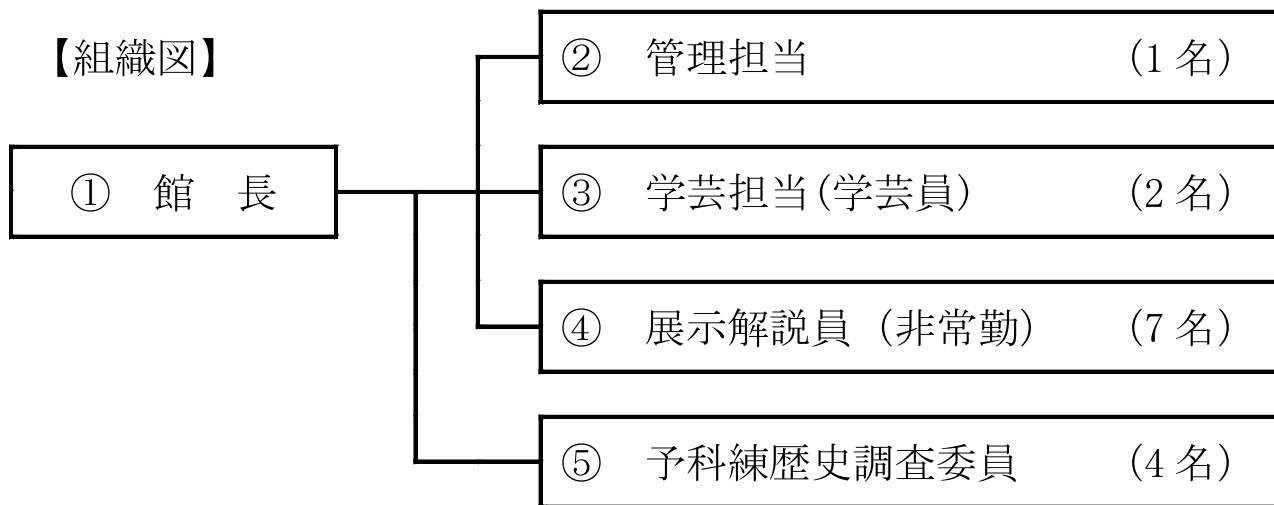 【組織図】
② 管理担当 (1 名)
① 館 長
③ 学芸担当(学芸員) (2 名)
④ 展示解説員 (非常勤) (7 名)
⑤ 予科練歴史調査委員 (4 名)